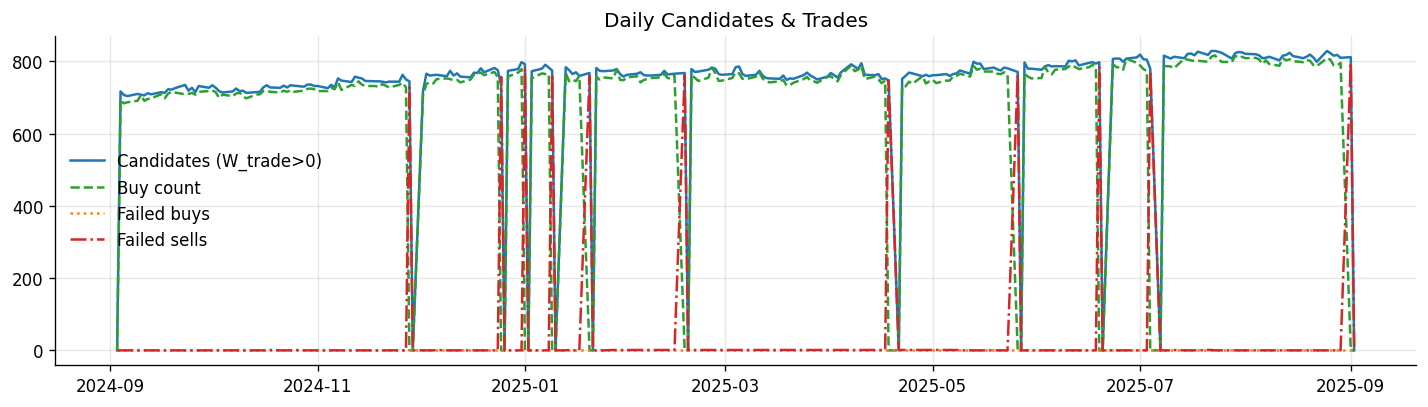 Daily Candidates & Trades
800
600
400
200
0
Candidates (W_trade>0)
Buy count
Failed buys
Failed sells
2024-09 2024-11 2025-01 2025-03 2025-05 2025-07 2025-09